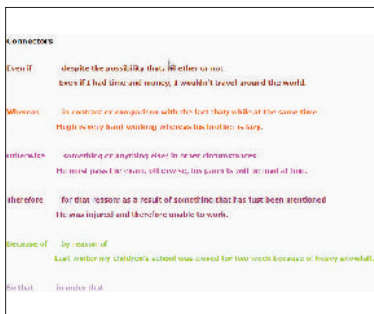 Connectors
Even if despite the possibility that, whether or not
Even if I had time and money, I wouldn't travel around the world.
Whereas in contrast or comparison with the fact that; while at the same time
Hugh is very hard working whereas his brother is lazy.
otherwise something or anything else; in other circumstances
He must pass the exam, otherwise, his parents will be mad at him.
therefore for that reason; as a result of something that has just been mentioned
He was injured and therefore unable to work.
Because of by reason of
Last winter my children's school was closed for two week because of heavy snowfall.
So that in order that